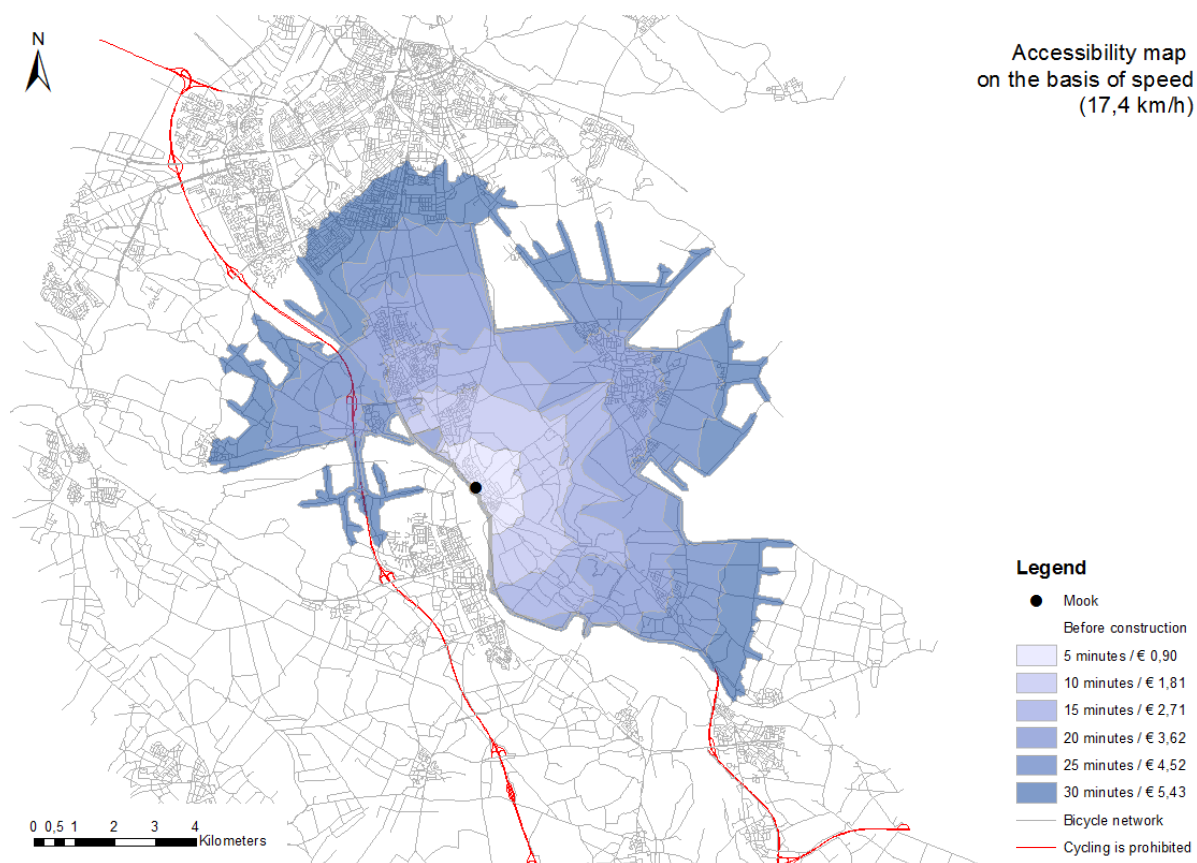 N
Accessibility map
on the basis of speed
(17,4 km/h)
Legend
Mook
Before construction
5 minutes / € 0,90
10 minutes / € 1,81
15 minutes / € 2,71
20 minutes / € 3,62
25 minutes / € 4,52
30 minutes / € 5,43
Bicycle network
Cycling is prohibited
0 0,5 1 2 3 4
Kilometers